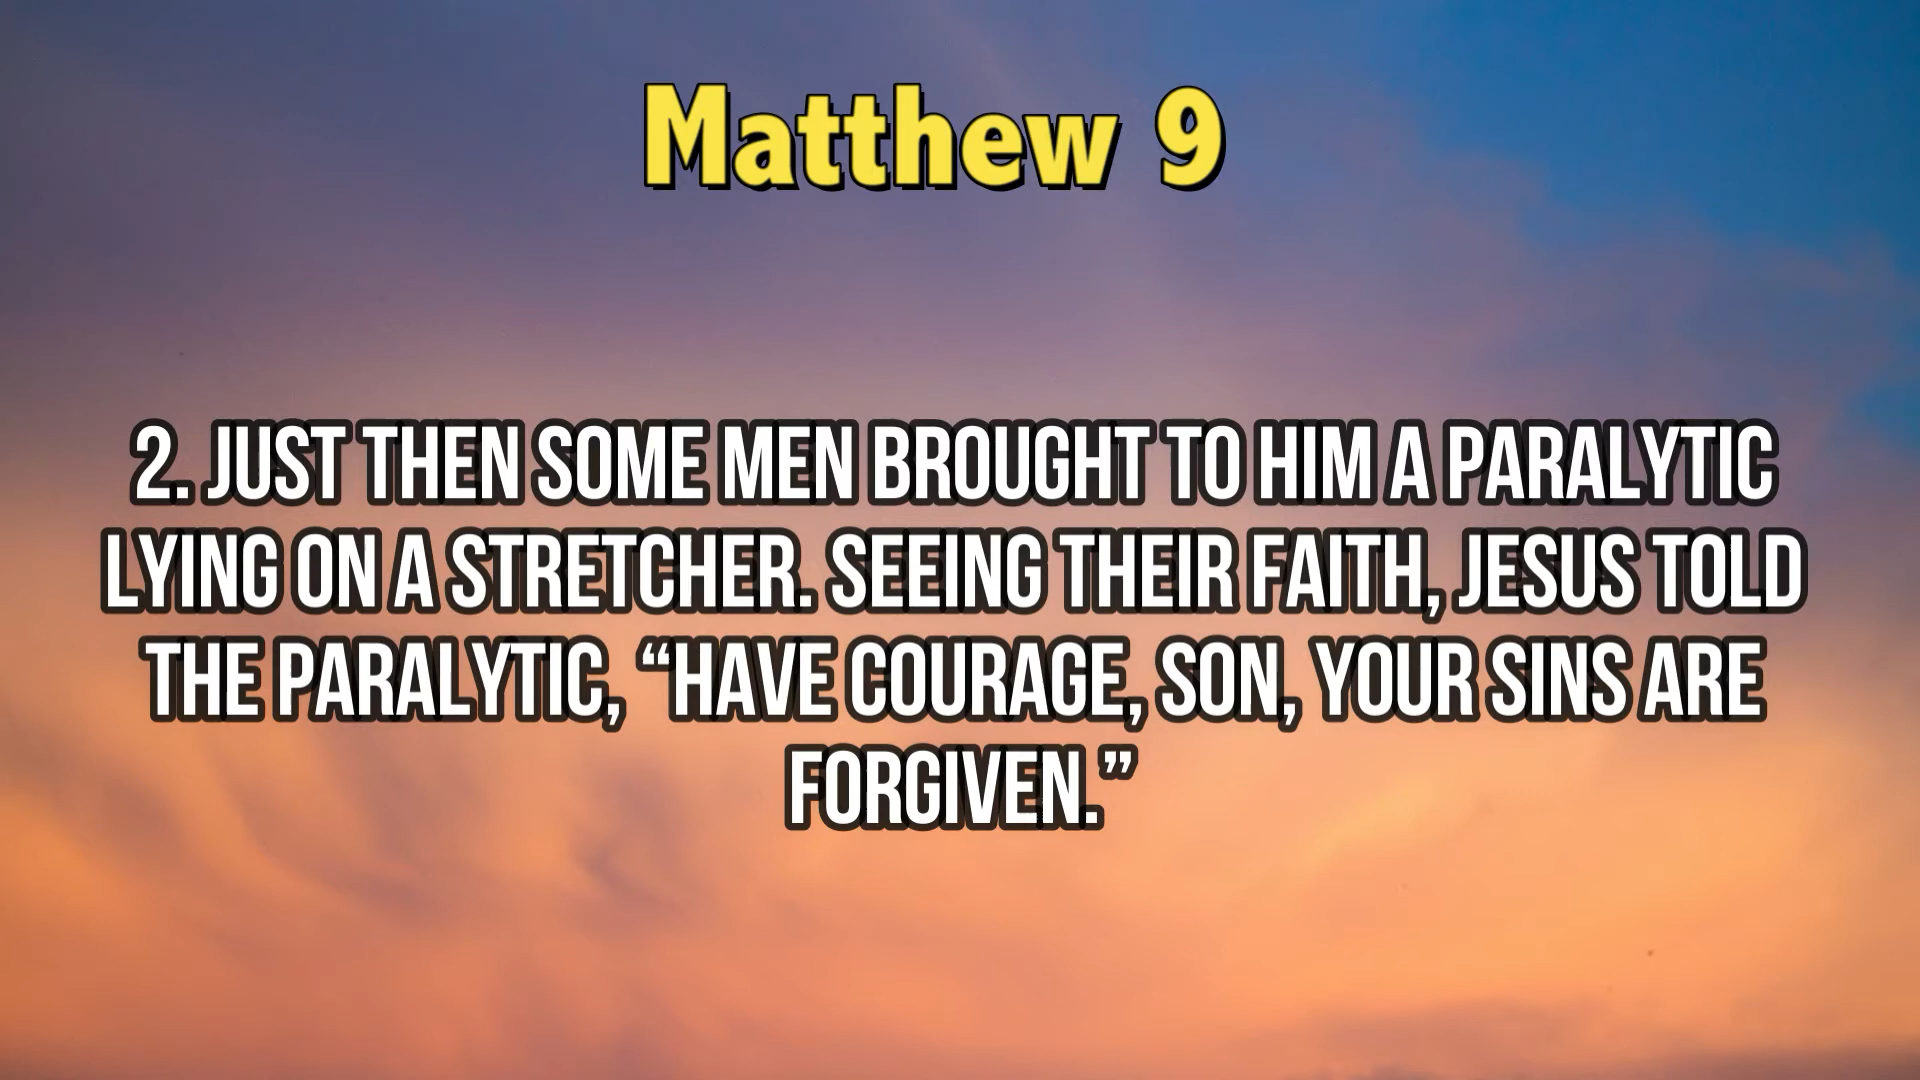 Matthew 9
2. JUST THEN SOME MEN BROUGHT TO HIM A PARALYTIC
LYING ON A STRETCHER. SEEING THEIR FAITH, JESUS TOLD
THE PARALYTIC, “HAVE COURAGE, SON, YOUR SINS ARE
FORGIVEN.”